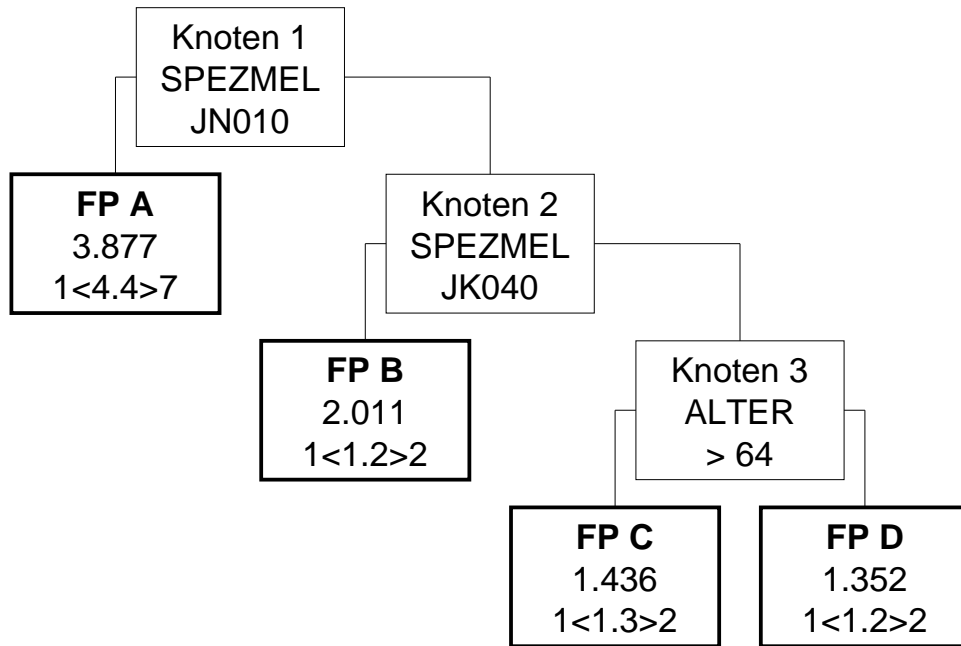 Knoten 1
SPEZMEL
JN010
FP A
3.877
1<4.4>7
Knoten 2
SPEZMEL
JK040
FP B
2.011
1<1.2>2
Knoten 3
ALTER
> 64
FP C
1.436
1<1.3>2
FP D
1.352
1<1.2>2